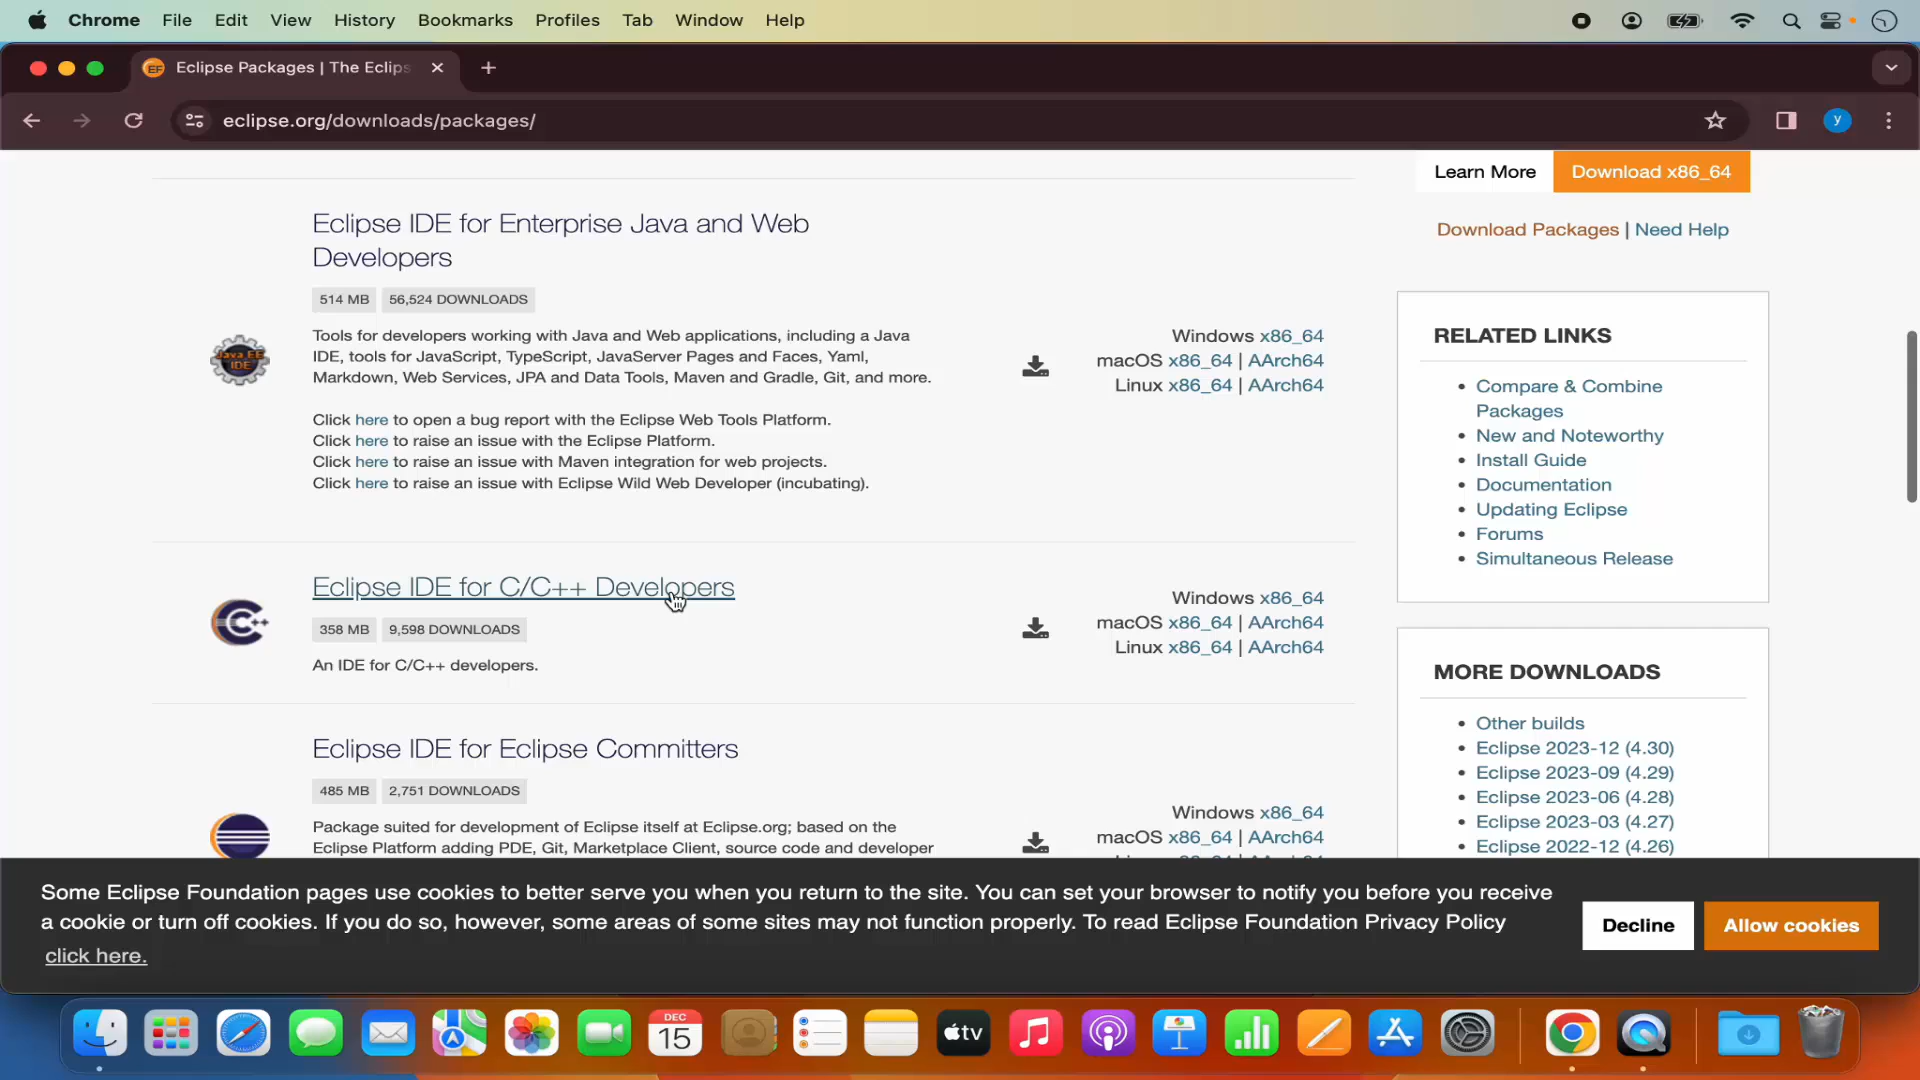 Chrome File Edit View History Bookmarks Profiles Tab Window Help
Eclipse Packages | The Eclips
eclipse.org/downloads/packages/
y
Learn More Download x86_64
Download Packages | Need Help
Eclipse IDE for Enterprise Java and Web
Developers
514 MB 56,524 DOWNLOADS
Java EE
IDE
Tools for developers working with Java and Web applications, including a Java
IDE, tools for JavaScript, TypeScript, JavaServer Pages and Faces, Yaml,
Markdown, Web Services, JPA and Data Tools, Maven and Gradle, Git, and more.
Click here to open a bug report with the Eclipse Web Tools Platform.
Click here to raise an issue with the Eclipse Platform.
Click here to raise an issue with Maven integration for web projects.
Click here to raise an issue with Eclipse Wild Web Developer (incubating).
Windows x86_64
macOS x86_64 | AArch64
Linux x86_64 | AArch64
Eclipse IDE for C/C++ Developers
358 MB 9,598 DOWNLOADS
An IDE for C/C++ developers.
Windows x86_64
macOS x86_64 | AArch64
Linux x86_64 | AArch64
Eclipse IDE for Eclipse Committers
485 MB 2,751 DOWNLOADS
Package suited for development of Eclipse itself at Eclipse.org; based on the
Eclipse Platform adding PDE, Git, Marketplace Client, source code and developer
Windows x86_64
macOS x86_64 | AArch64
RELATED LINKS
Compare & Combine
Packages
New and Noteworthy
Install Guide
Documentation
Updating Eclipse
Forums
Simultaneous Release
MORE DOWNLOADS
Other builds
Eclipse 2023-12 (4.30)
Eclipse 2023-09 (4.29)
Eclipse 2023-06 (4.28)
Eclipse 2023-03 (4.27)
Eclipse 2022-12 (4.26)
Some Eclipse Foundation pages use cookies to better serve you when you return to the site. You can set your browser to notify you before you receive
a cookie or turn off cookies. If you do so, however, some areas of some sites may not function properly. To read Eclipse Foundation Privacy Policy
click here.
Decline Allow cookies
DEC
15
tv